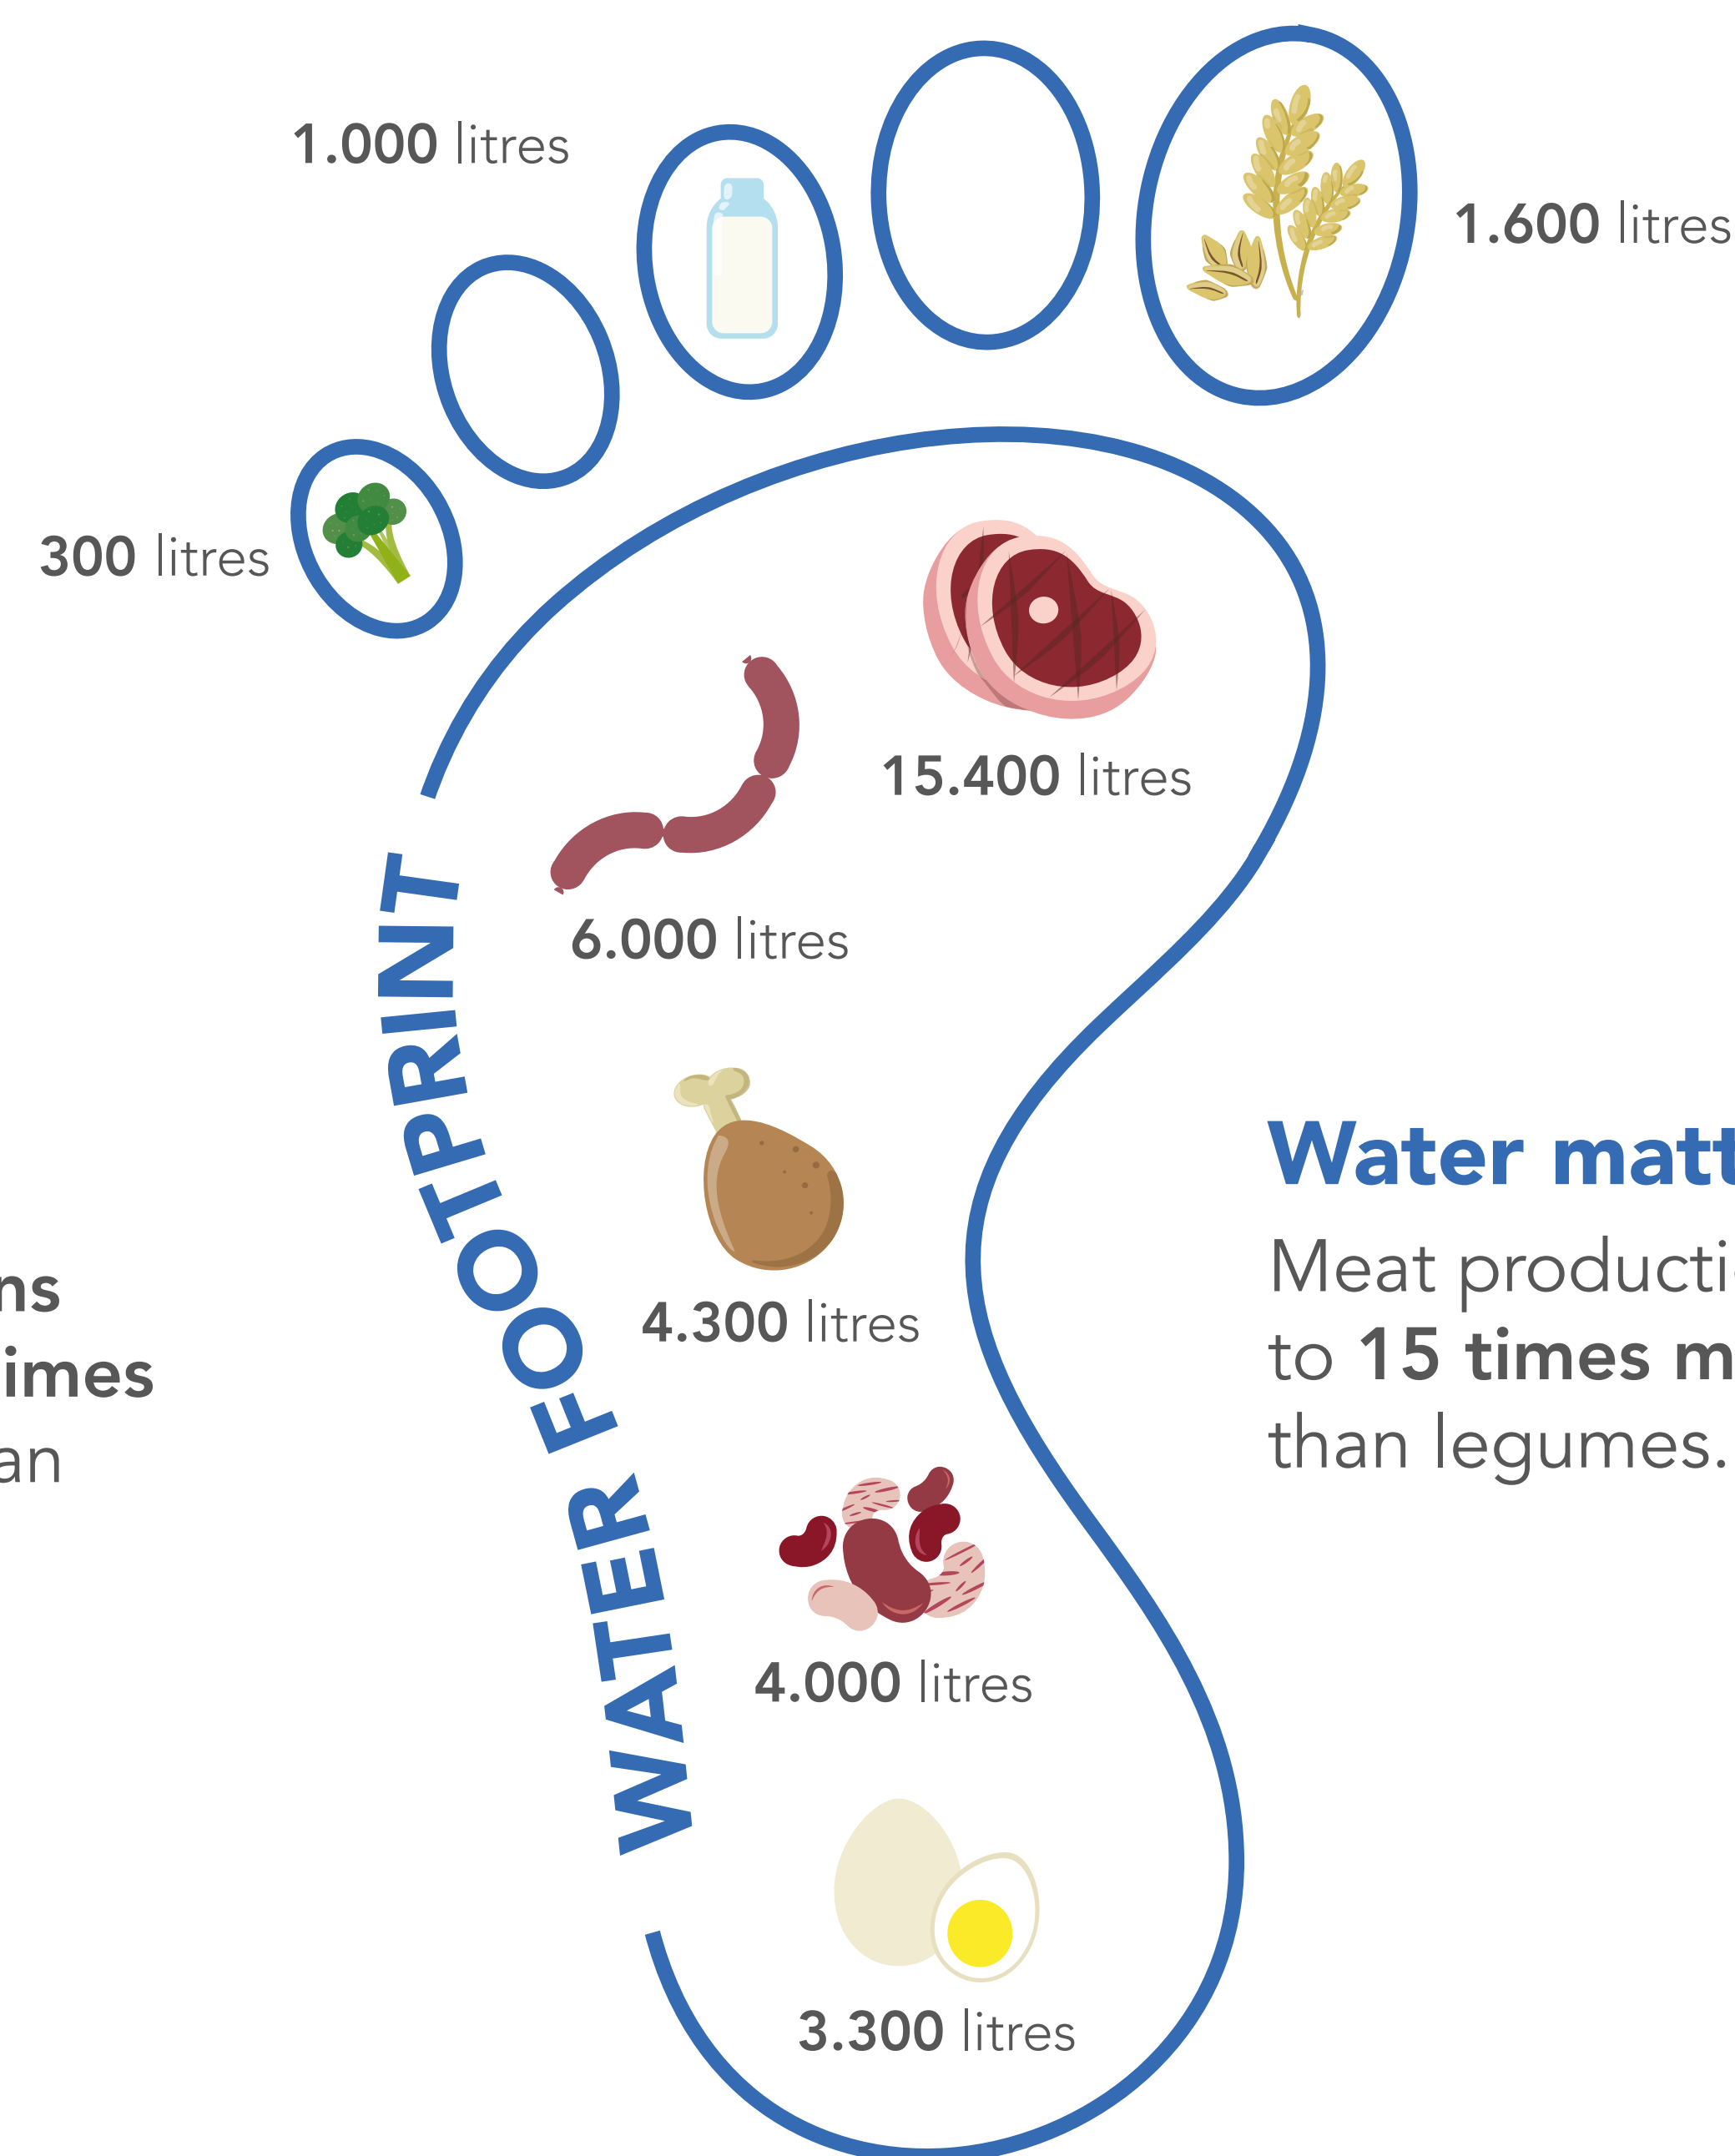 1.000 litres
1.600 litres
300 litres
15.400 litres
6.000 litres
WATER FOOTPRINT
4.300 litres
4.000 litres
3.300 litres
ns
imes
an
Water matt
Meat producti
to 15 times m
than legumes.